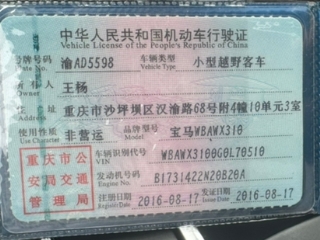 中华人民共和国机动车行驶证
Vehicle License of the People's Republic of China
号牌号码 渝AD5598 车辆类型 小型越野客车
Plate No. Vehicle Type
所有人 王杨
住址 重庆市沙坪坝区汉渝路68号附4幢10单元3室
使用性质 非营运 品牌型号 宝马WBAWX310
Use Character Model
重庆市公安局交通管理局
车辆识别代号 WBAWX3100G0L70510
VIN
发动机号码 B1731422N20B20A
Engine No.
注册日期 2016-08-17 发证日期 2016-08-17
Register Date Issue Date